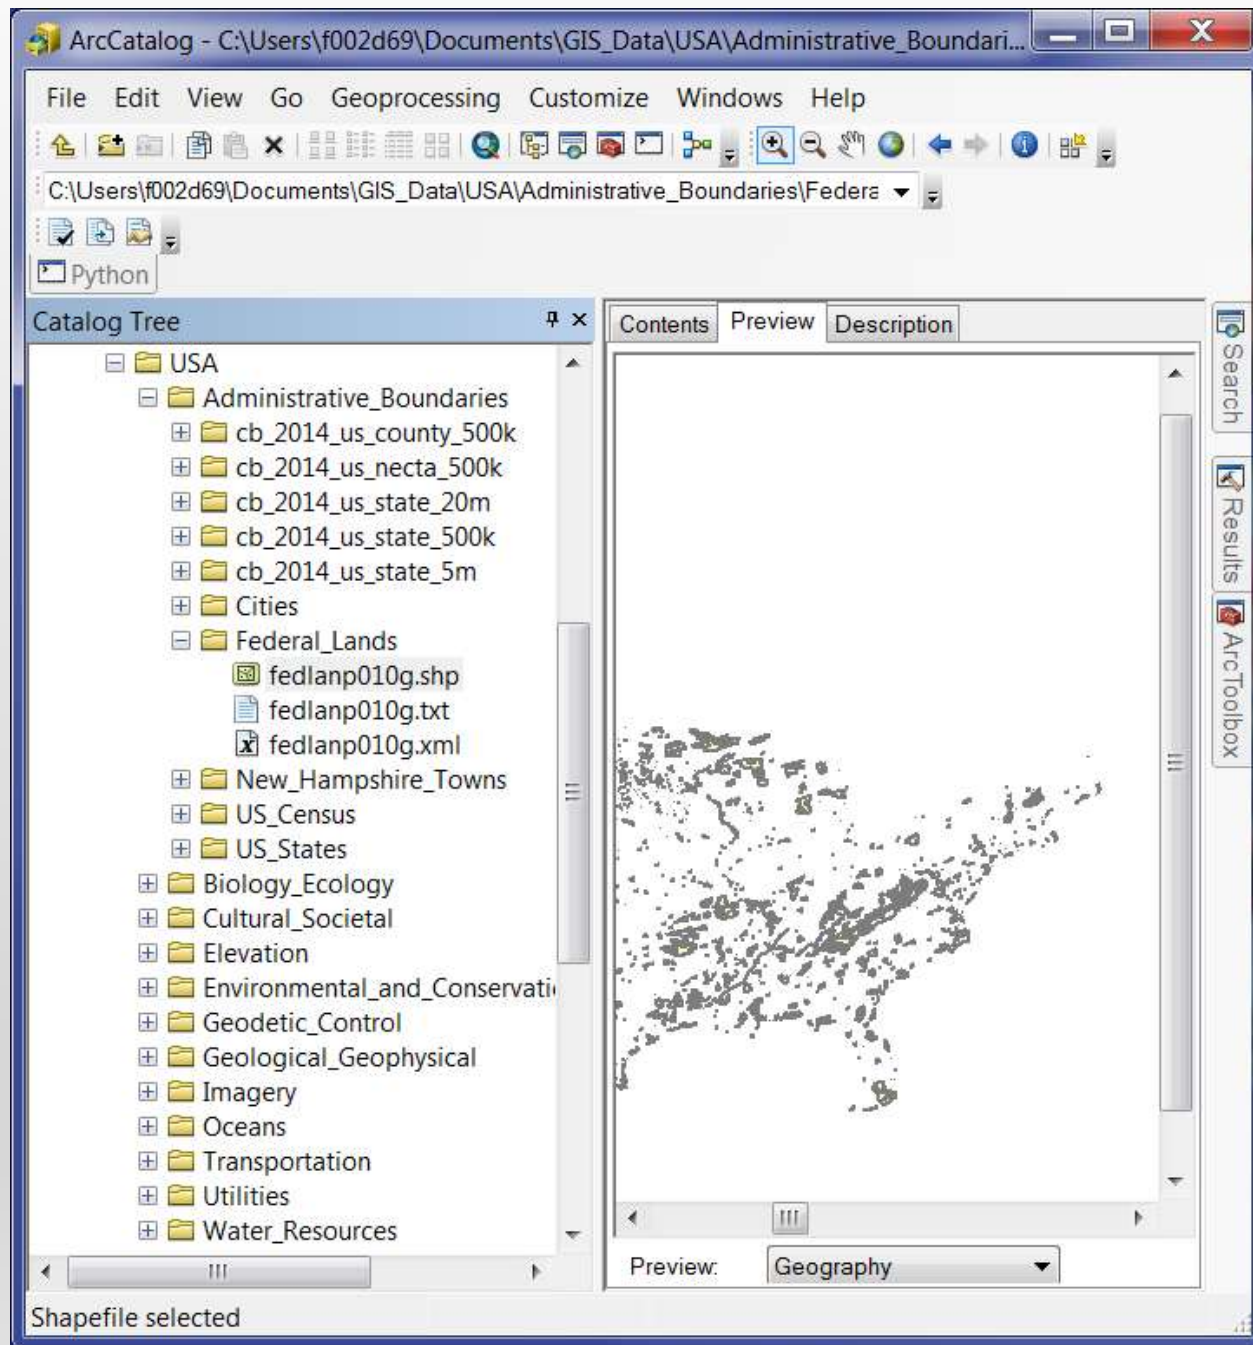 ArcCatalog - C:\Users\f002d69\Documents\GIS_Data\USA\Administrative_Boundari...
File Edit View Go Geoprocessing Customize Windows Help
C:\Users\f002d69\Documents\GIS_Data\USA\Administrative_Boundaries\Federa
Python
Catalog Tree
USA
Administrative_Boundaries
cb_2014_us_county_500k
cb_2014_us_necta_500k
cb_2014_us_state_20m
cb_2014_us_state_500k
cb_2014_us_state_5m
Cities
Federal_Lands
fedlanp010g.shp
fedlanp010g.txt
fedlanp010g.xml
New_Hampshire_Towns
US_Census
US_States
Biology_Ecology
Cultural_Societal
Elevation
Environmental_and_Conservati
Geodetic_Control
Geological_Geophysical
Imagery
Oceans
Transportation
Utilities
Water_Resources
Contents Preview Description
Preview: Geography
Search
Results
ArcToolbox
Shapefile selected